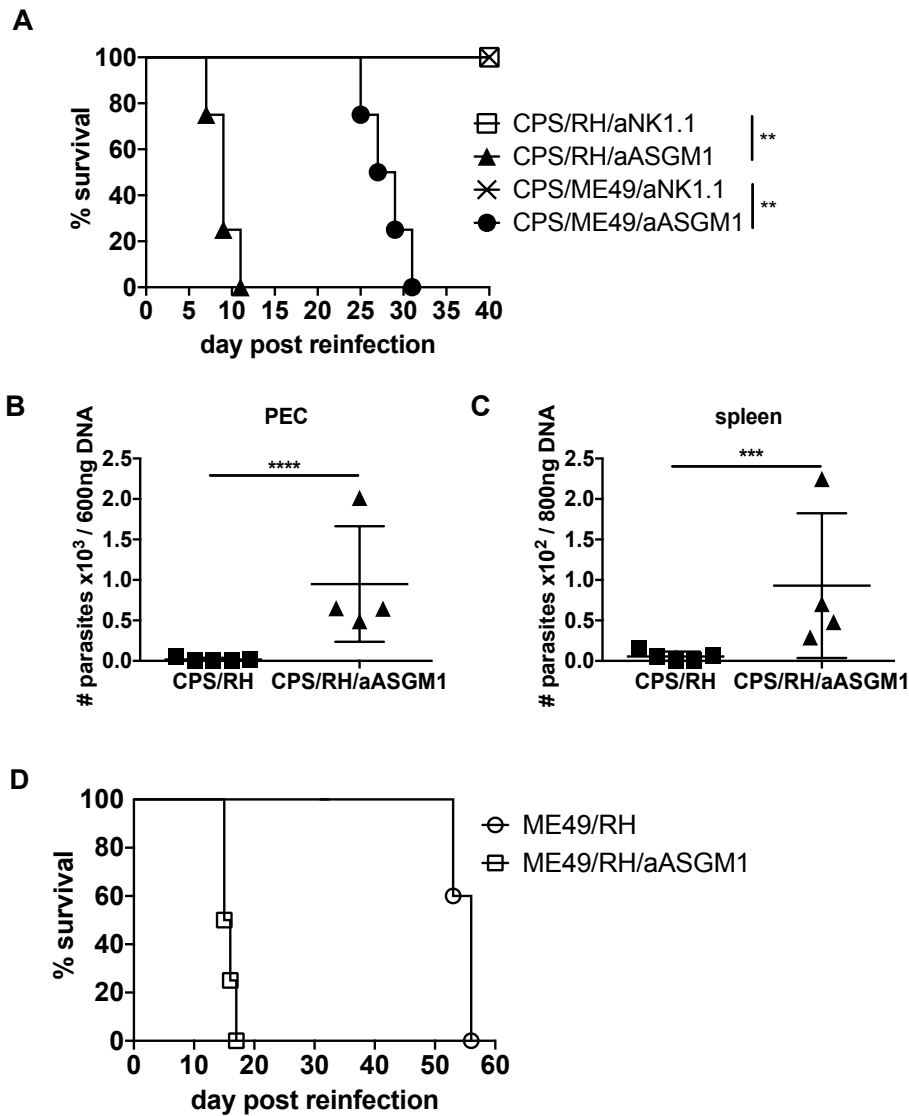 A
100
80
60
40
20
0
% survival
0 5 10 15 20 25 30 35 40
day post reinfection
CPS/RH/aNK1.1
CPS/RH/aASGM1
CPS/ME49/aNK1.1
CPS/ME49/aASGM1
**
**
B
PEC
# parasites x10³ / 600ng DNA
2.5
2.0
1.5
1.0
0.5
0.0
****
CPS/RH CPS/RH/aASGM1
C
spleen
# parasites x10² / 800ng DNA
2.5
2.0
1.5
1.0
0.5
0.0
***
CPS/RH CPS/RH/aASGM1
D
100
80
60
40
20
0
% survival
0 10 20 30 40 50 60
day post reinfection
ME49/RH
ME49/RH/aASGM1